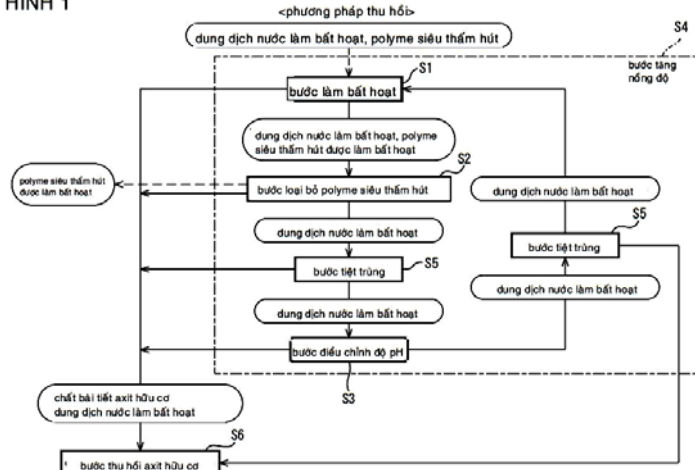 HÌNH 1
<phương pháp thu hồi>
dung dịch nước làm bất hoạt, polyme siêu thấm hút
S4
bước tăng
nồng độ
S1
bước làm bất hoạt
dung dịch nước làm bất hoạt, polyme
siêu thấm hút được làm bất hoạt
S2
polyme siêu thấm hút
được làm bất hoạt
bước loại bỏ polyme siêu thấm hút
dung dịch nước làm bất hoạt
dung dịch nước làm bất hoạt
S5
bước tiệt trùng
S5
bước tiệt trùng
dung dịch nước làm bất hoạt
dung dịch nước làm bất hoạt
bước điều chỉnh độ pH
S3
chất bài tiết axit hữu cơ
dung dịch nước làm bất hoạt
S6
bước thu hồi axit hữu cơ